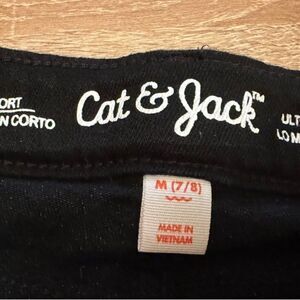 ORT
N CORTO
Cat & Jack™
ULT
LO M
M (7/8)
MADE IN
VIETNAM